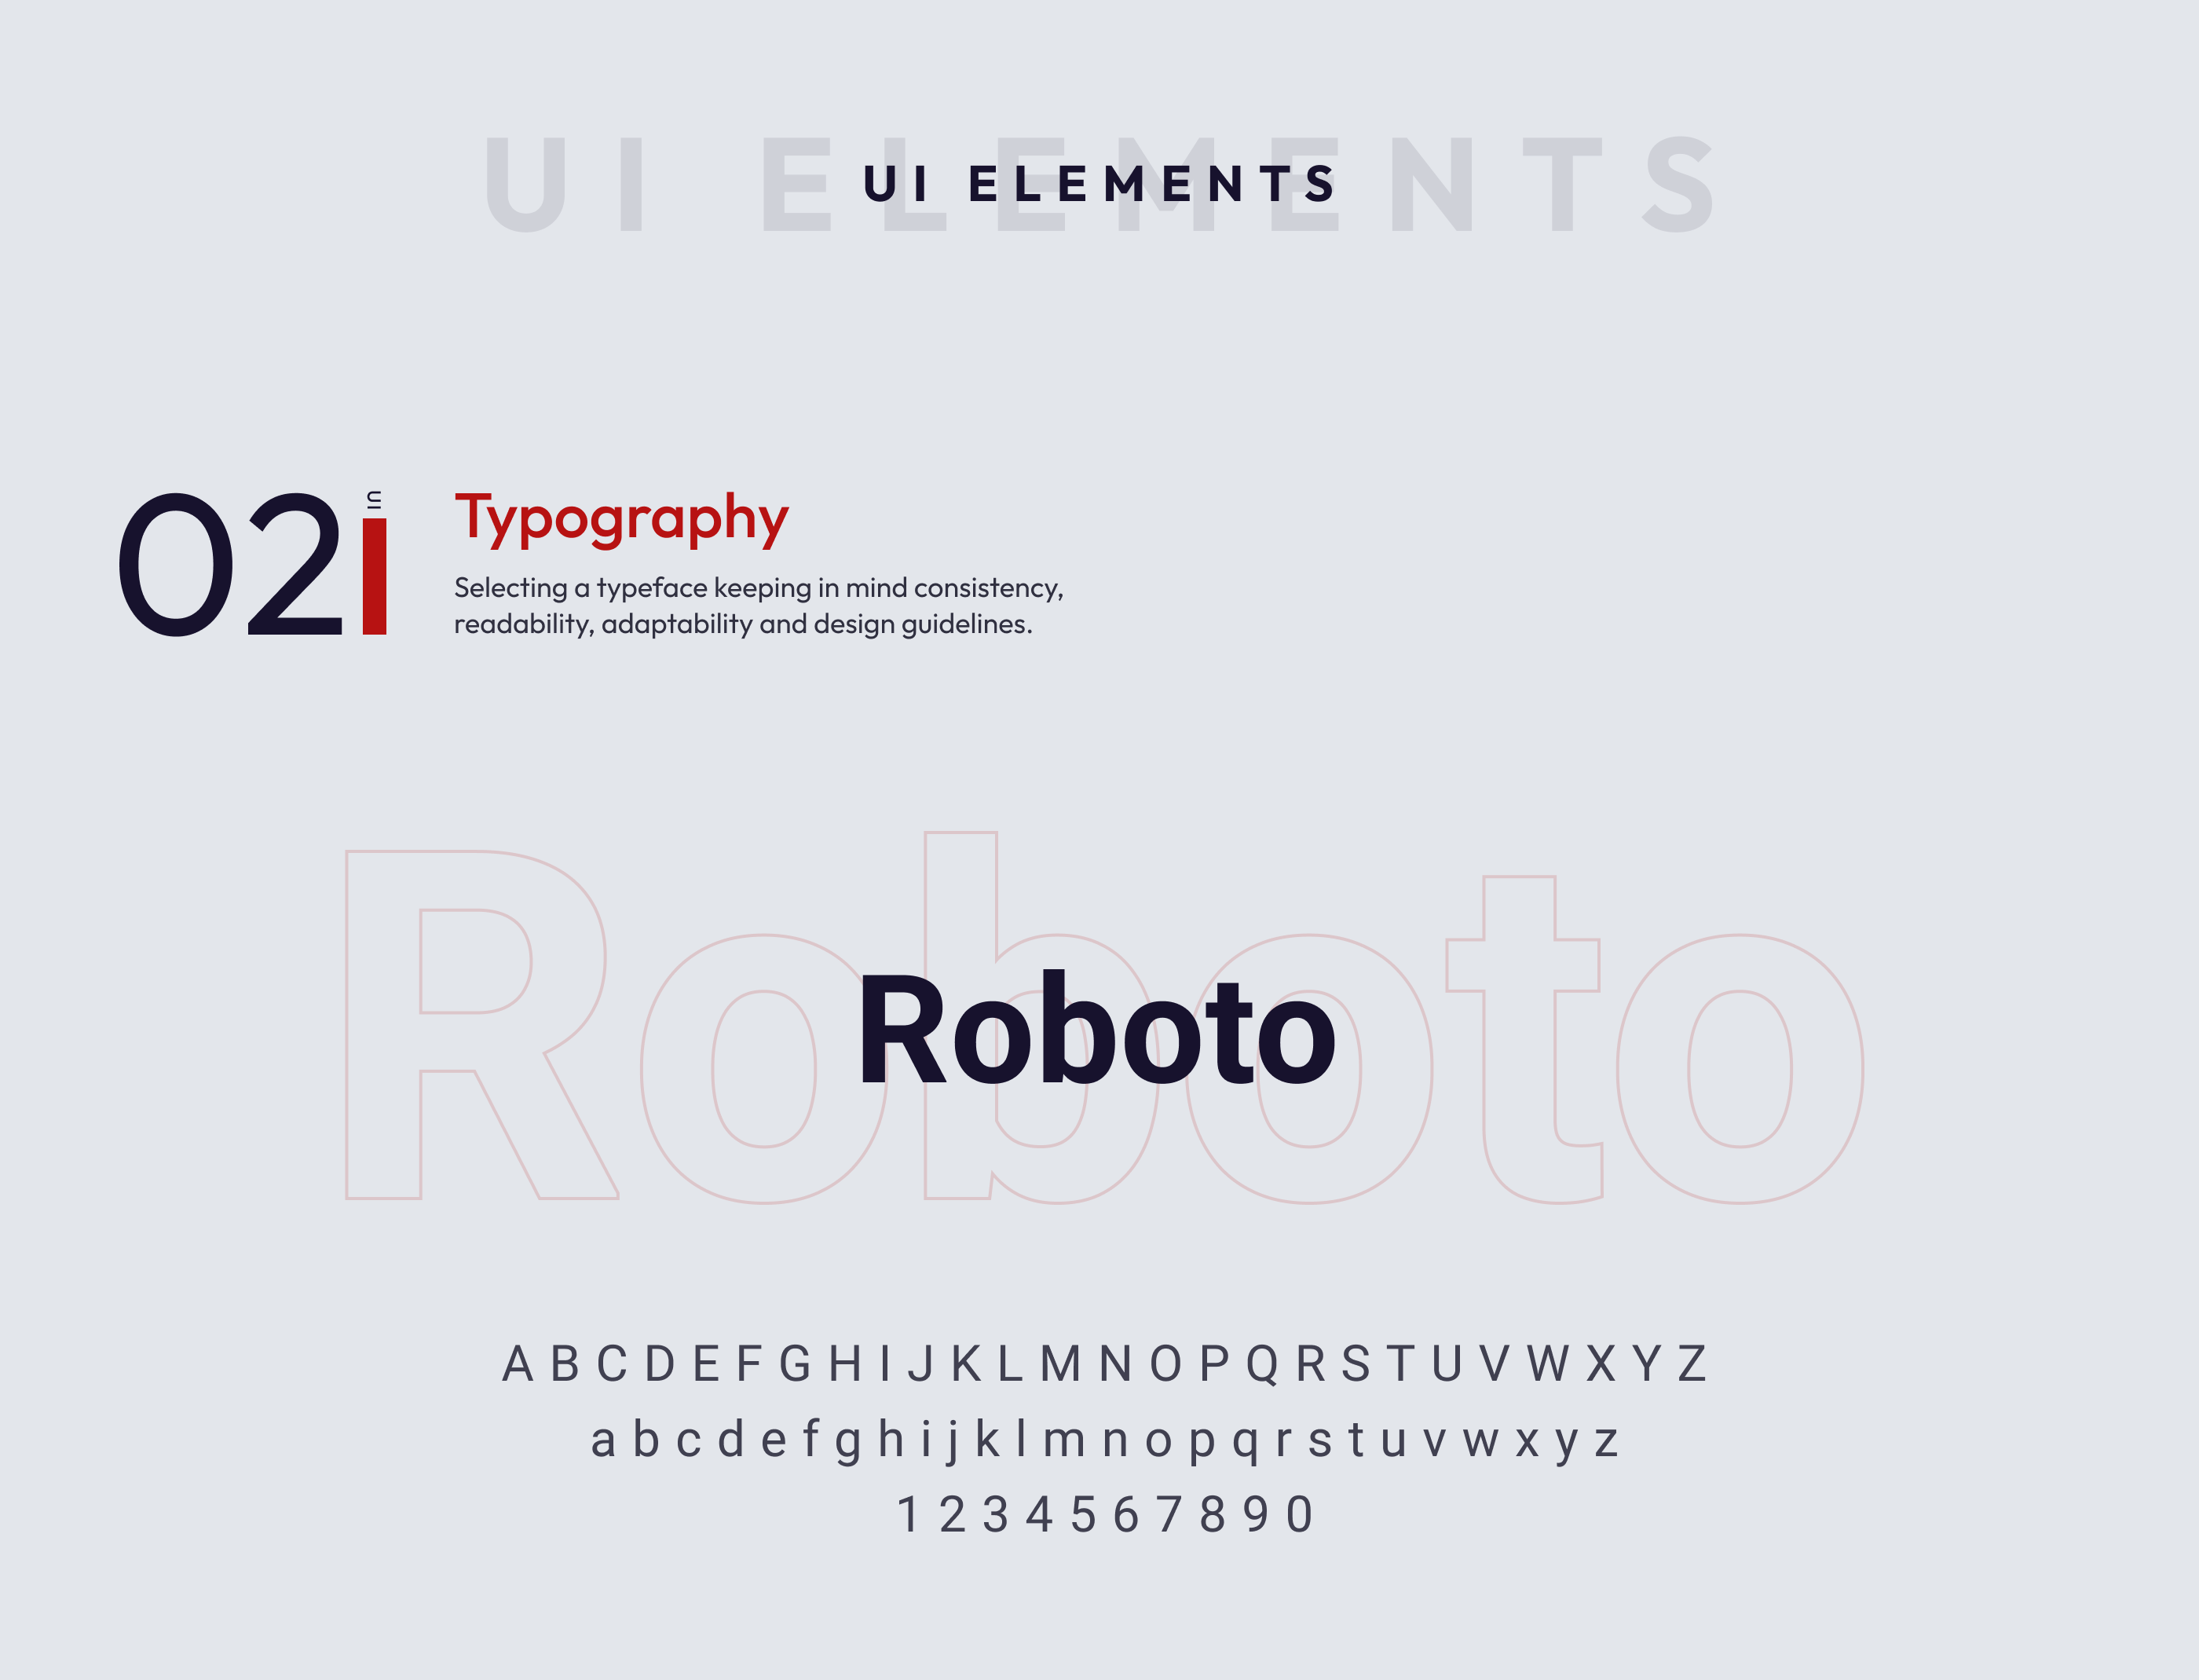 UI ELEMENTS
UI ELEMENTS
02
UI
Typography
Selecting a typeface keeping in mind consistency,
readability, adaptability and design guidelines.
Roboto
Roboto
A B C D E F G H I J K L M N O P Q R S T U V W X Y Z
a b c d e f g h i j k l m n o p q r s t u v w x y z
1 2 3 4 5 6 7 8 9 0